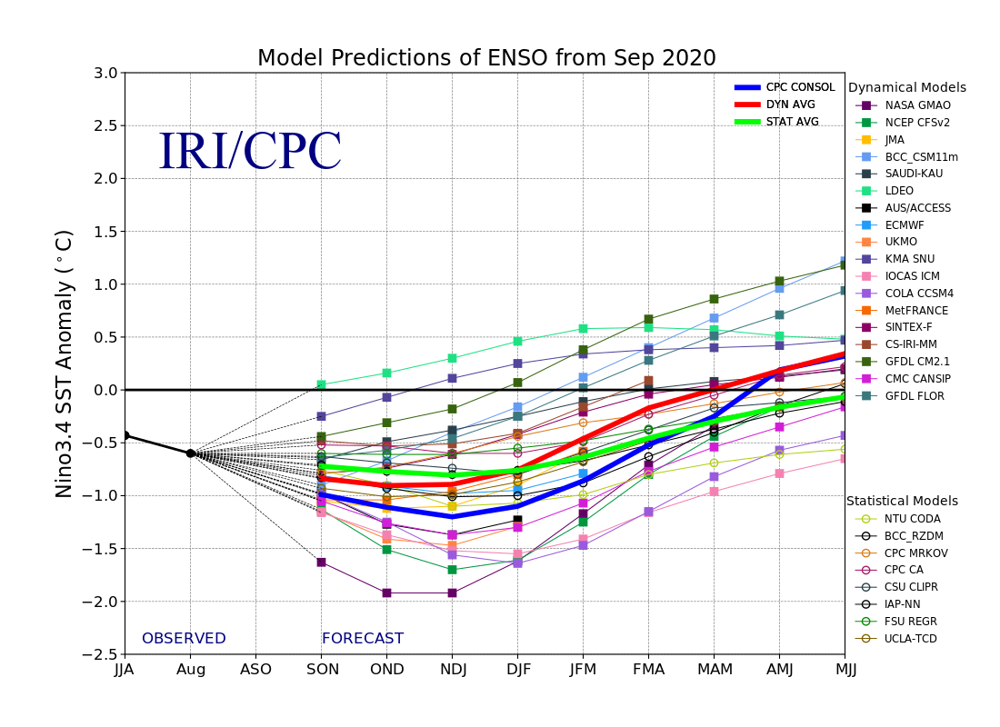 Model Predictions of ENSO from Sep 2020
3.0
2.5
2.0
1.5
1.0
0.5
0.0
−0.5
−1.0
−1.5
−2.0
−2.5
Nino3.4 SST Anomaly (°C)
IRI/CPC
CPC CONSOL
DYN AVG
STAT AVG
OBSERVED
FORECAST
JJA Aug ASO SON OND NDJ DJF JFM FMA MAM AMJ MJJ
Dynamical Models
NASA GMAO
NCEP CFSv2
JMA
BCC_CSM11m
SAUDI-KAU
LDEO
AUS/ACCESS
ECMWF
UKMO
KMA SNU
IOCAS ICM
COLA CCSM4
MetFRANCE
SINTEX-F
CS-IRI-MM
GFDL CM2.1
CMC CANSIP
GFDL FLOR
Statistical Models
NTU CODA
BCC_RZDM
CPC MRKOV
CPC CA
CSU CLIPR
IAP-NN
FSU REGR
UCLA-TCD